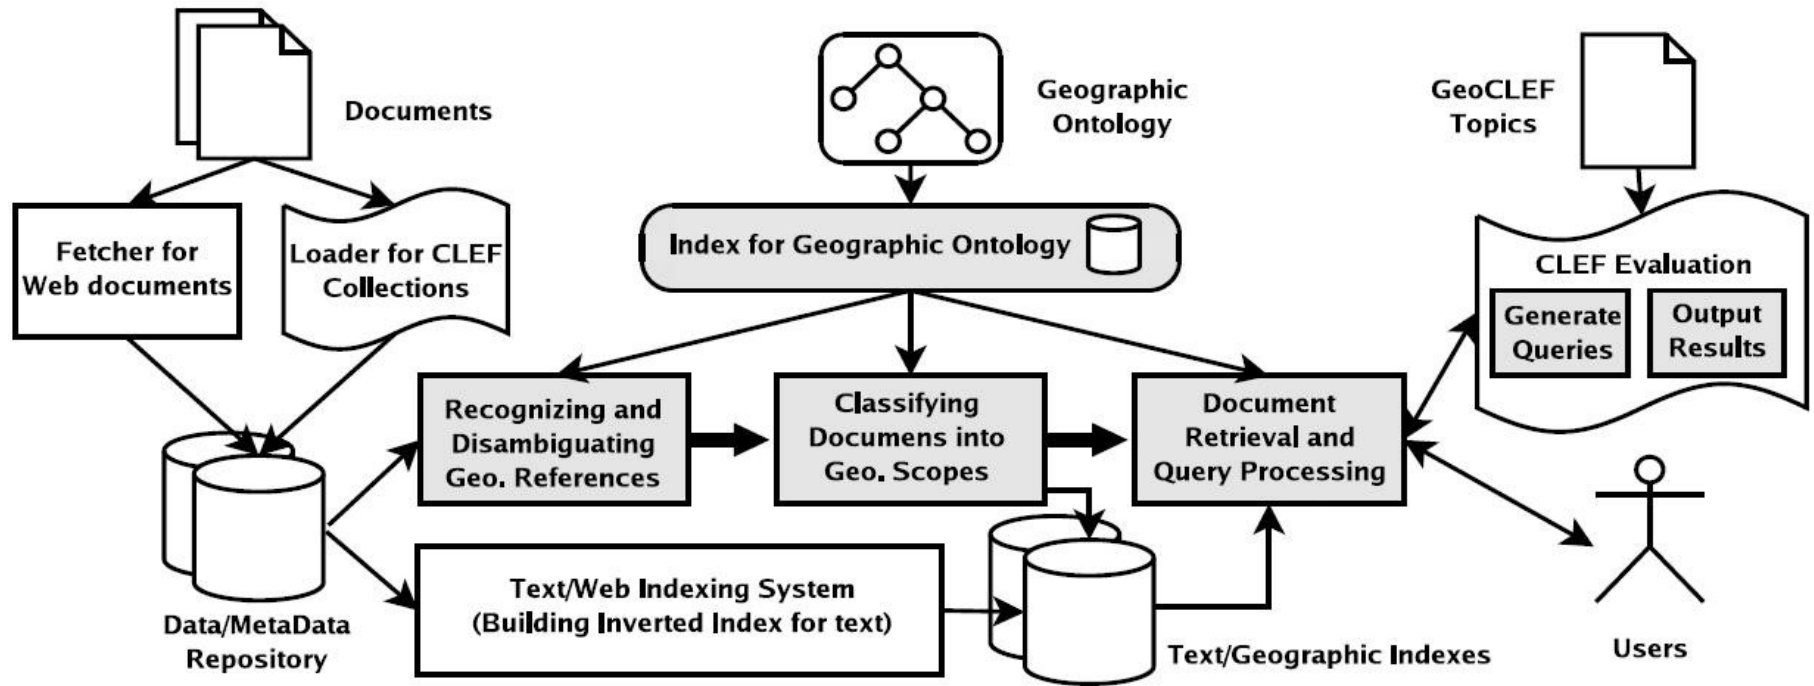 Documents
Geographic
Ontology
GeoCLEF
Topics
Fetcher for
Web documents
Loader for CLEF
Collections
Index for Geographic Ontology
CLEF Evaluation
Generate
Queries
Output
Results
Recognizing and
Disambiguating
Geo. References
Classifying
Documens into
Geo. Scopes
Document
Retrieval and
Query Processing
Data/MetaData
Repository
Text/Web Indexing System
(Building Inverted Index for text)
Text/Geographic Indexes
Users